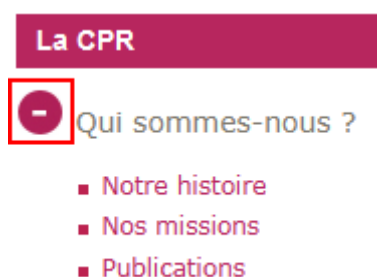 La CPR
Qui sommes-nous ?
Notre histoire
Nos missions
Publications